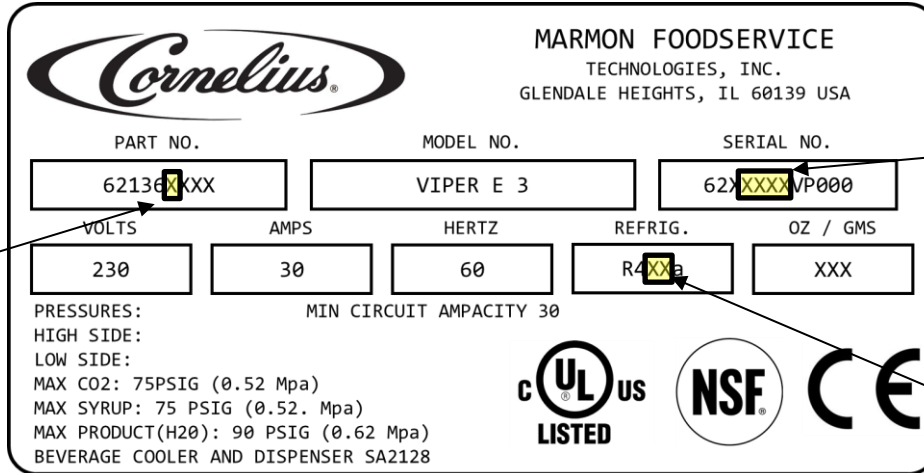 Cornelius®
MARMON FOODSERVICE
TECHNOLOGIES, INC.
GLENDALE HEIGHTS, IL 60139 USA
PART NO. MODEL NO. SERIAL NO.
62136XXXX VIPER E 3 62XXXXXVP000
VOLTS AMPS HERTZ REFRIG. OZ / GMS
230 30 60 R4XXa XXX
PRESSURES: MIN CIRCUIT AMPACITY 30
HIGH SIDE:
LOW SIDE:
MAX CO2: 75PSIG (0.52 Mpa)
MAX SYRUP: 75 PSIG (0.52. Mpa)
MAX PRODUCT(H20): 90 PSIG (0.62 Mpa)
BEVERAGE COOLER AND DISPENSER SA2128
C UL® US
LISTED
NSF®
CE